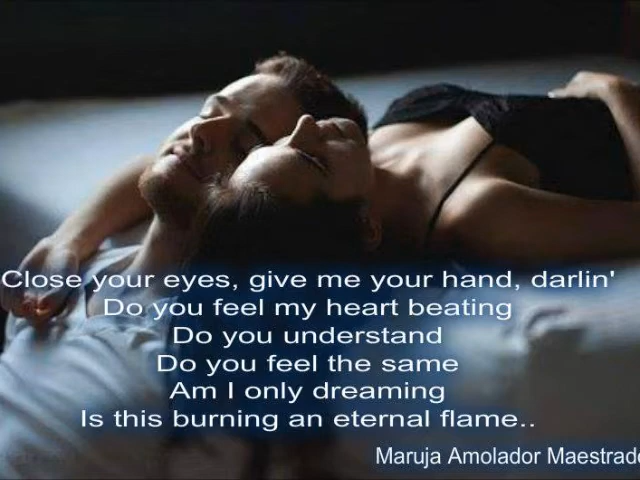 Close your eyes, give me your hand, darlin'
Do you feel my heart beating
Do you understand
Do you feel the same
Am I only dreaming
Is this burning an eternal flame..
Maruja Amolador Maestrado